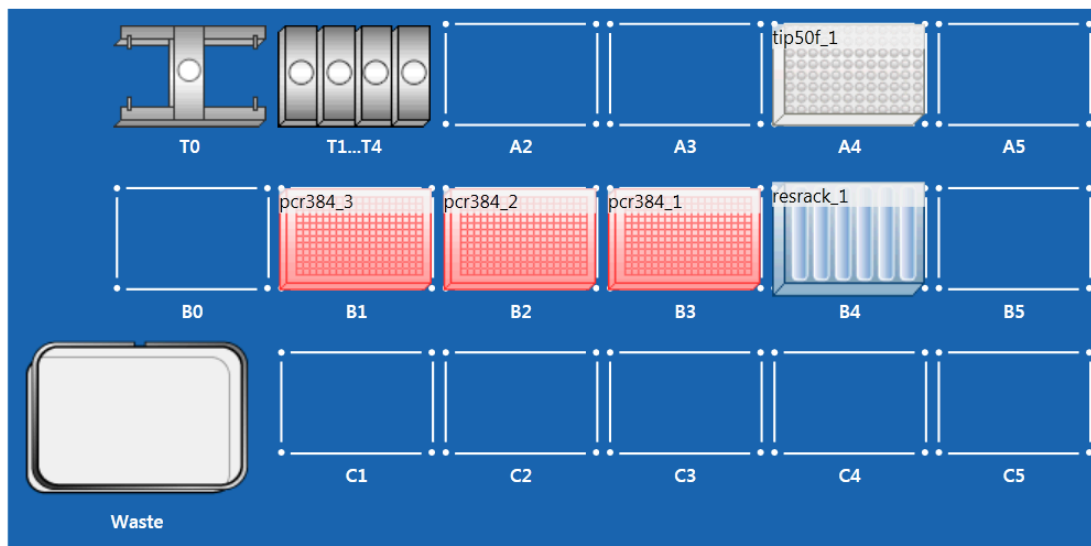 tip50f_1
T0 T1...T4 A2 A3 A4 A5
pcr384_3 pcr384_2 pcr384_1 resrack_1
B0 B1 B2 B3 B4 B5
C1 C2 C3 C4 C5
Waste